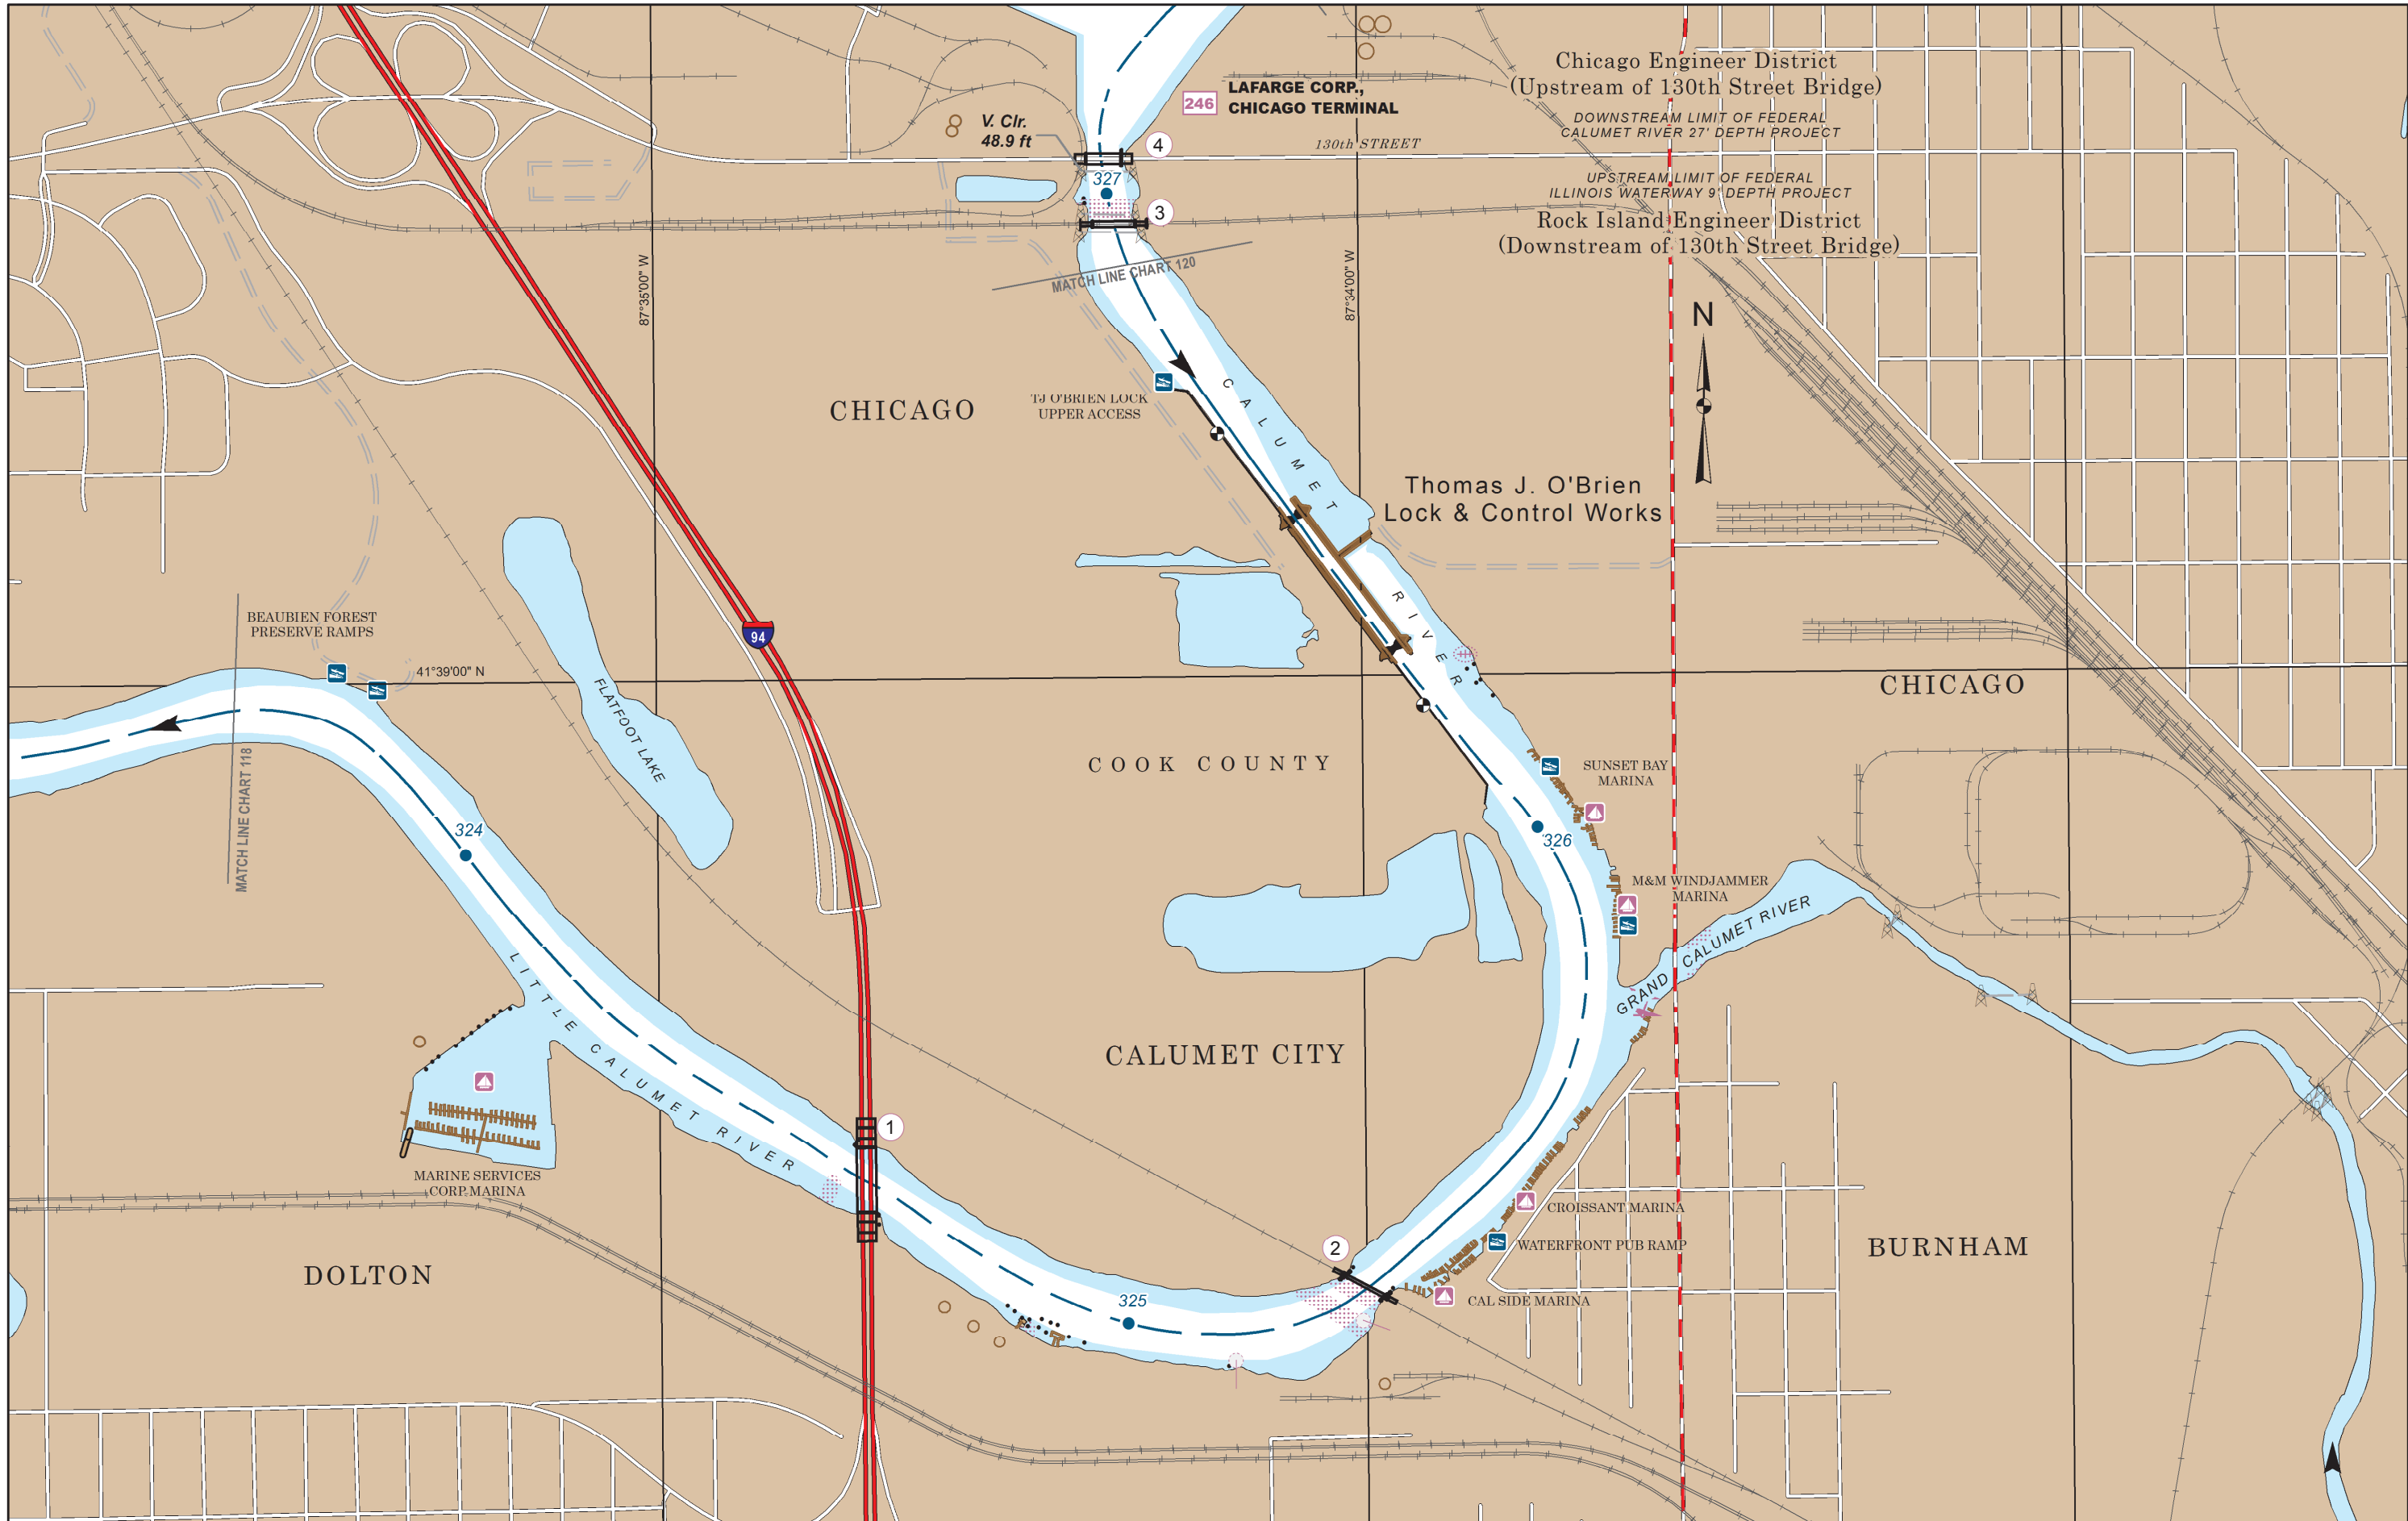 Chicago Engineer District
(Upstream of 130th Street Bridge)
246
LAFARGE CORP.,
CHICAGO TERMINAL
DOWNSTREAM LIMIT OF FEDERAL
CALUMET RIVER 27' DEPTH PROJECT
V. Clr.
48.9 ft
4
130th STREET
327
UPSTREAM LIMIT OF FEDERAL
ILLINOIS WATERWAY 9' DEPTH PROJECT
3
Rock Island Engineer District
(Downstream of 130th Street Bridge)
MATCH LINE CHART 120
87°35'00" W
87°34'00" W
N
TJ O'BRIEN LOCK
UPPER ACCESS
CHICAGO
CALUMET RIVER
Thomas J. O'Brien
Lock & Control Works
BEAUBIEN FOREST
PRESERVE RAMPS
94
41°39'00" N
FLATFOOT LAKE
CHICAGO
COOK COUNTY
SUNSET BAY
MARINA
MATCH LINE CHART 118
324
326
M&M WINDJAMMER
MARINA
GRAND CALUMET RIVER
LITTLE CALUMET RIVER
CALUMET CITY
1
MARINE SERVICES
CORP. MARINA
CROISSANT MARINA
2
WATERFRONT PUB RAMP
BURNHAM
DOLTON
325
CAL SIDE MARINA